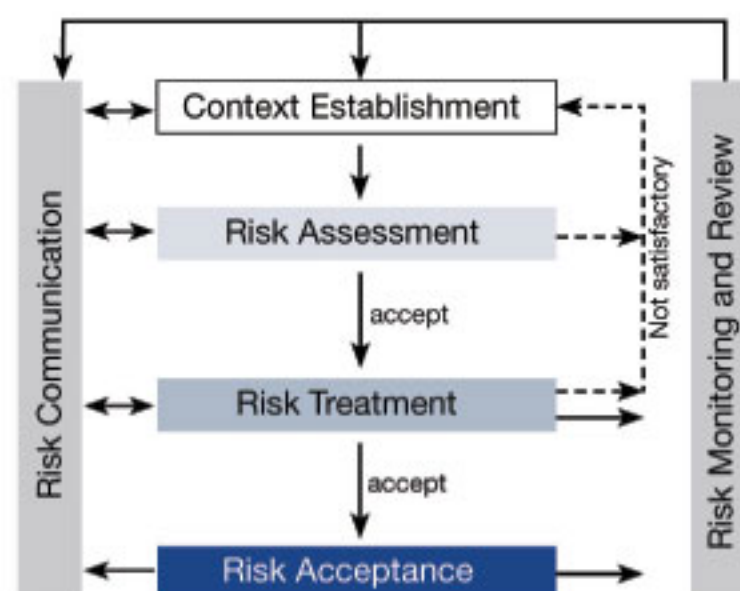 Context Establishment
Risk Assessment
accept
Risk Treatment
accept
Risk Acceptance
Risk Communication
Not satisfactory
Risk Monitoring and Review